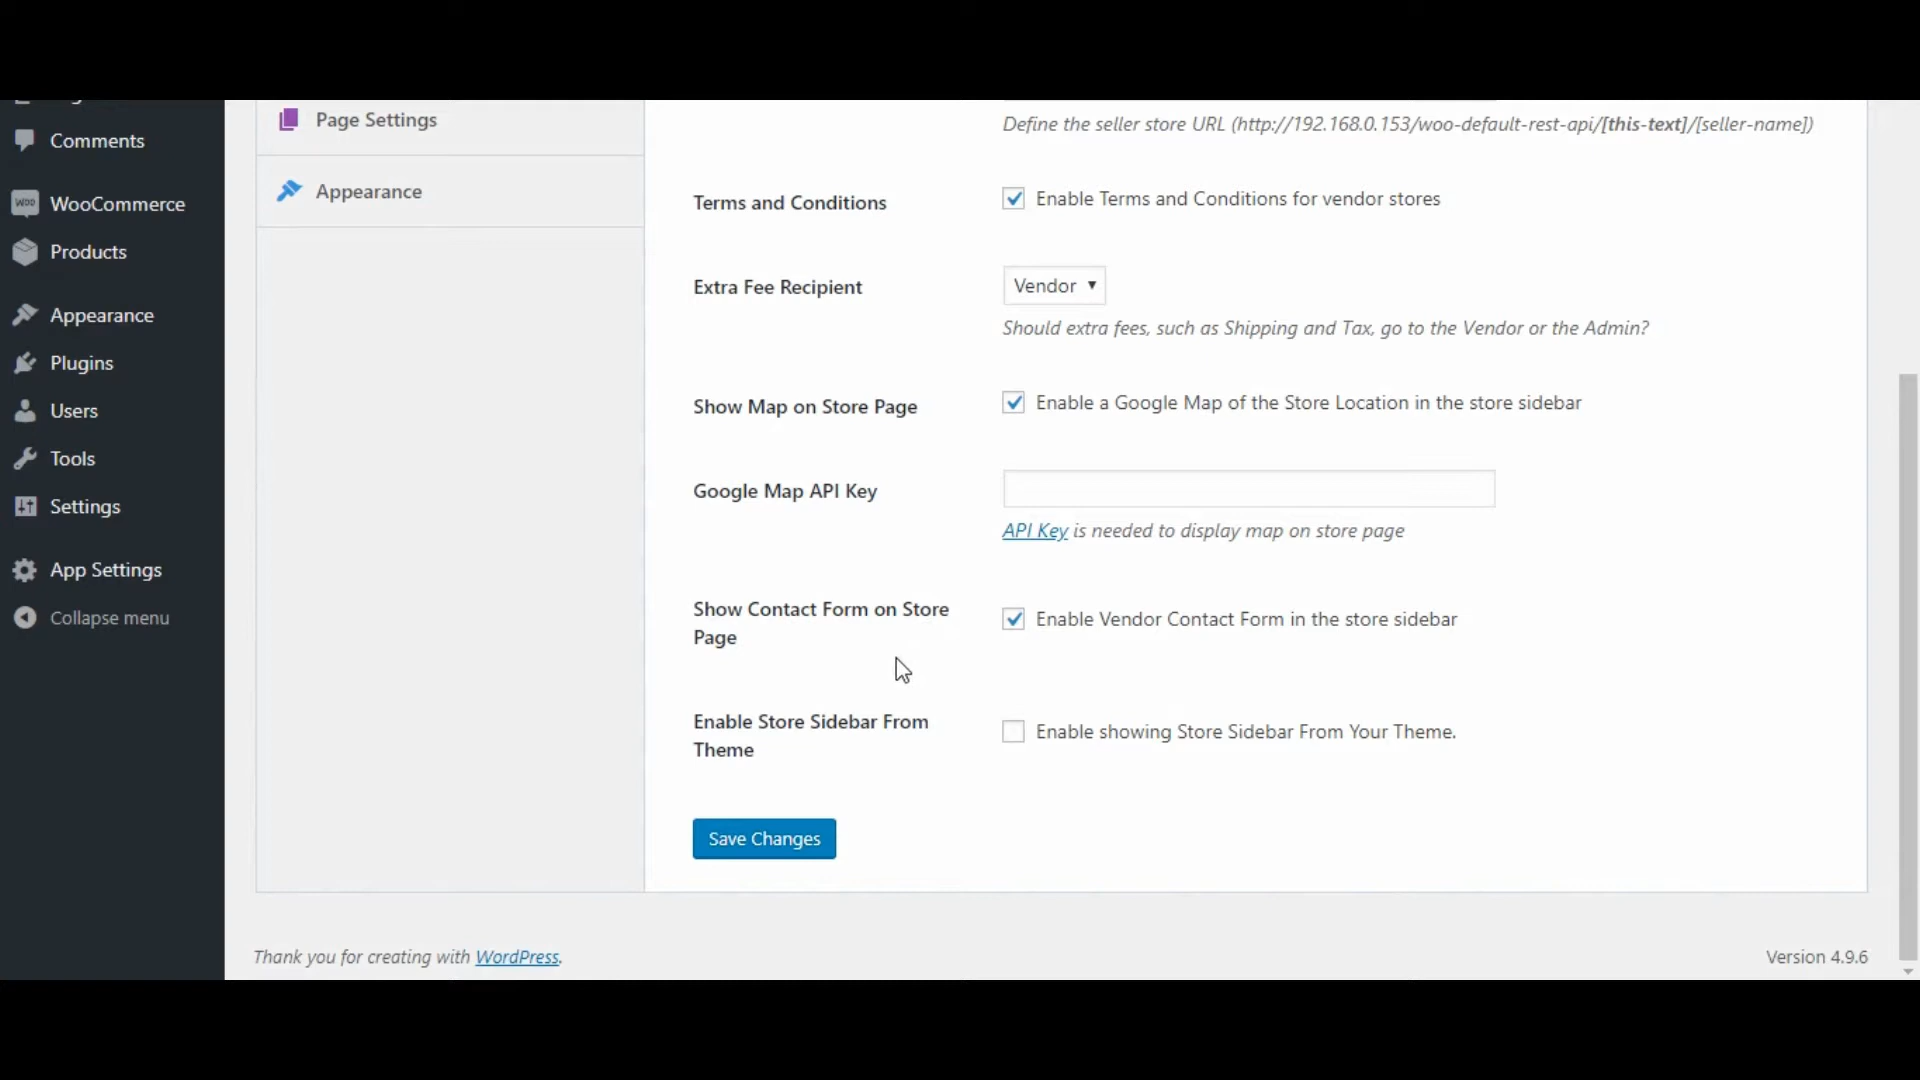 Comments
WooCommerce
Products
Appearance
Plugins
Users
Tools
Settings
App Settings
Collapse menu
Page Settings
Appearance
Define the seller store URL (http://192.168.0.153/woo-default-rest-api/[this-text]/[seller-name])
Terms and Conditions
Enable Terms and Conditions for vendor stores
Extra Fee Recipient
Vendor
Should extra fees, such as Shipping and Tax, go to the Vendor or the Admin?
Show Map on Store Page
Enable a Google Map of the Store Location in the store sidebar
Google Map API Key
API Key is needed to display map on store page
Show Contact Form on Store
Page
Enable Vendor Contact Form in the store sidebar
Enable Store Sidebar From
Theme
Enable showing Store Sidebar From Your Theme.
Save Changes
Thank you for creating with WordPress.
Version 4.9.6